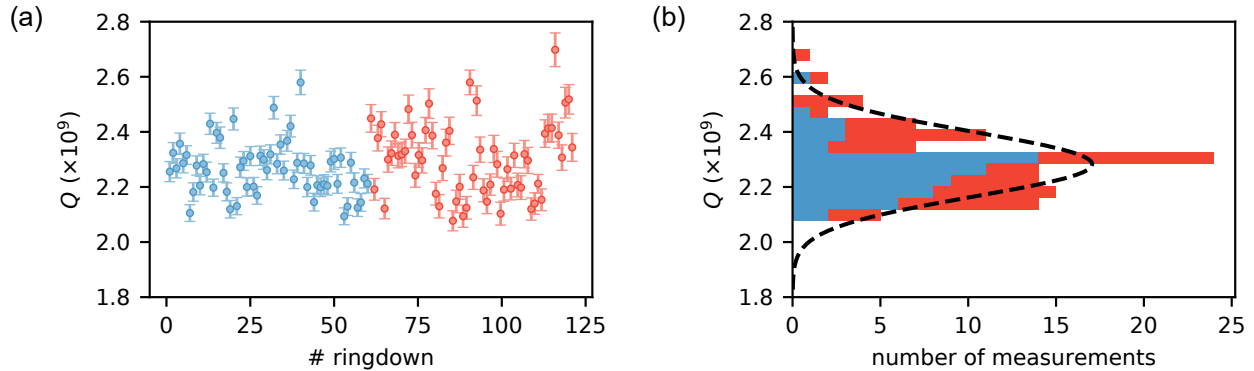 (a)
2.8
2.6
2.4
2.2
2.0
1.8
Q (×10⁹)
0 25 50 75 100 125
# ringdown
(b)
2.8
2.6
2.4
2.2
2.0
1.8
Q (×10⁹)
0 5 10 15 20 25
number of measurements